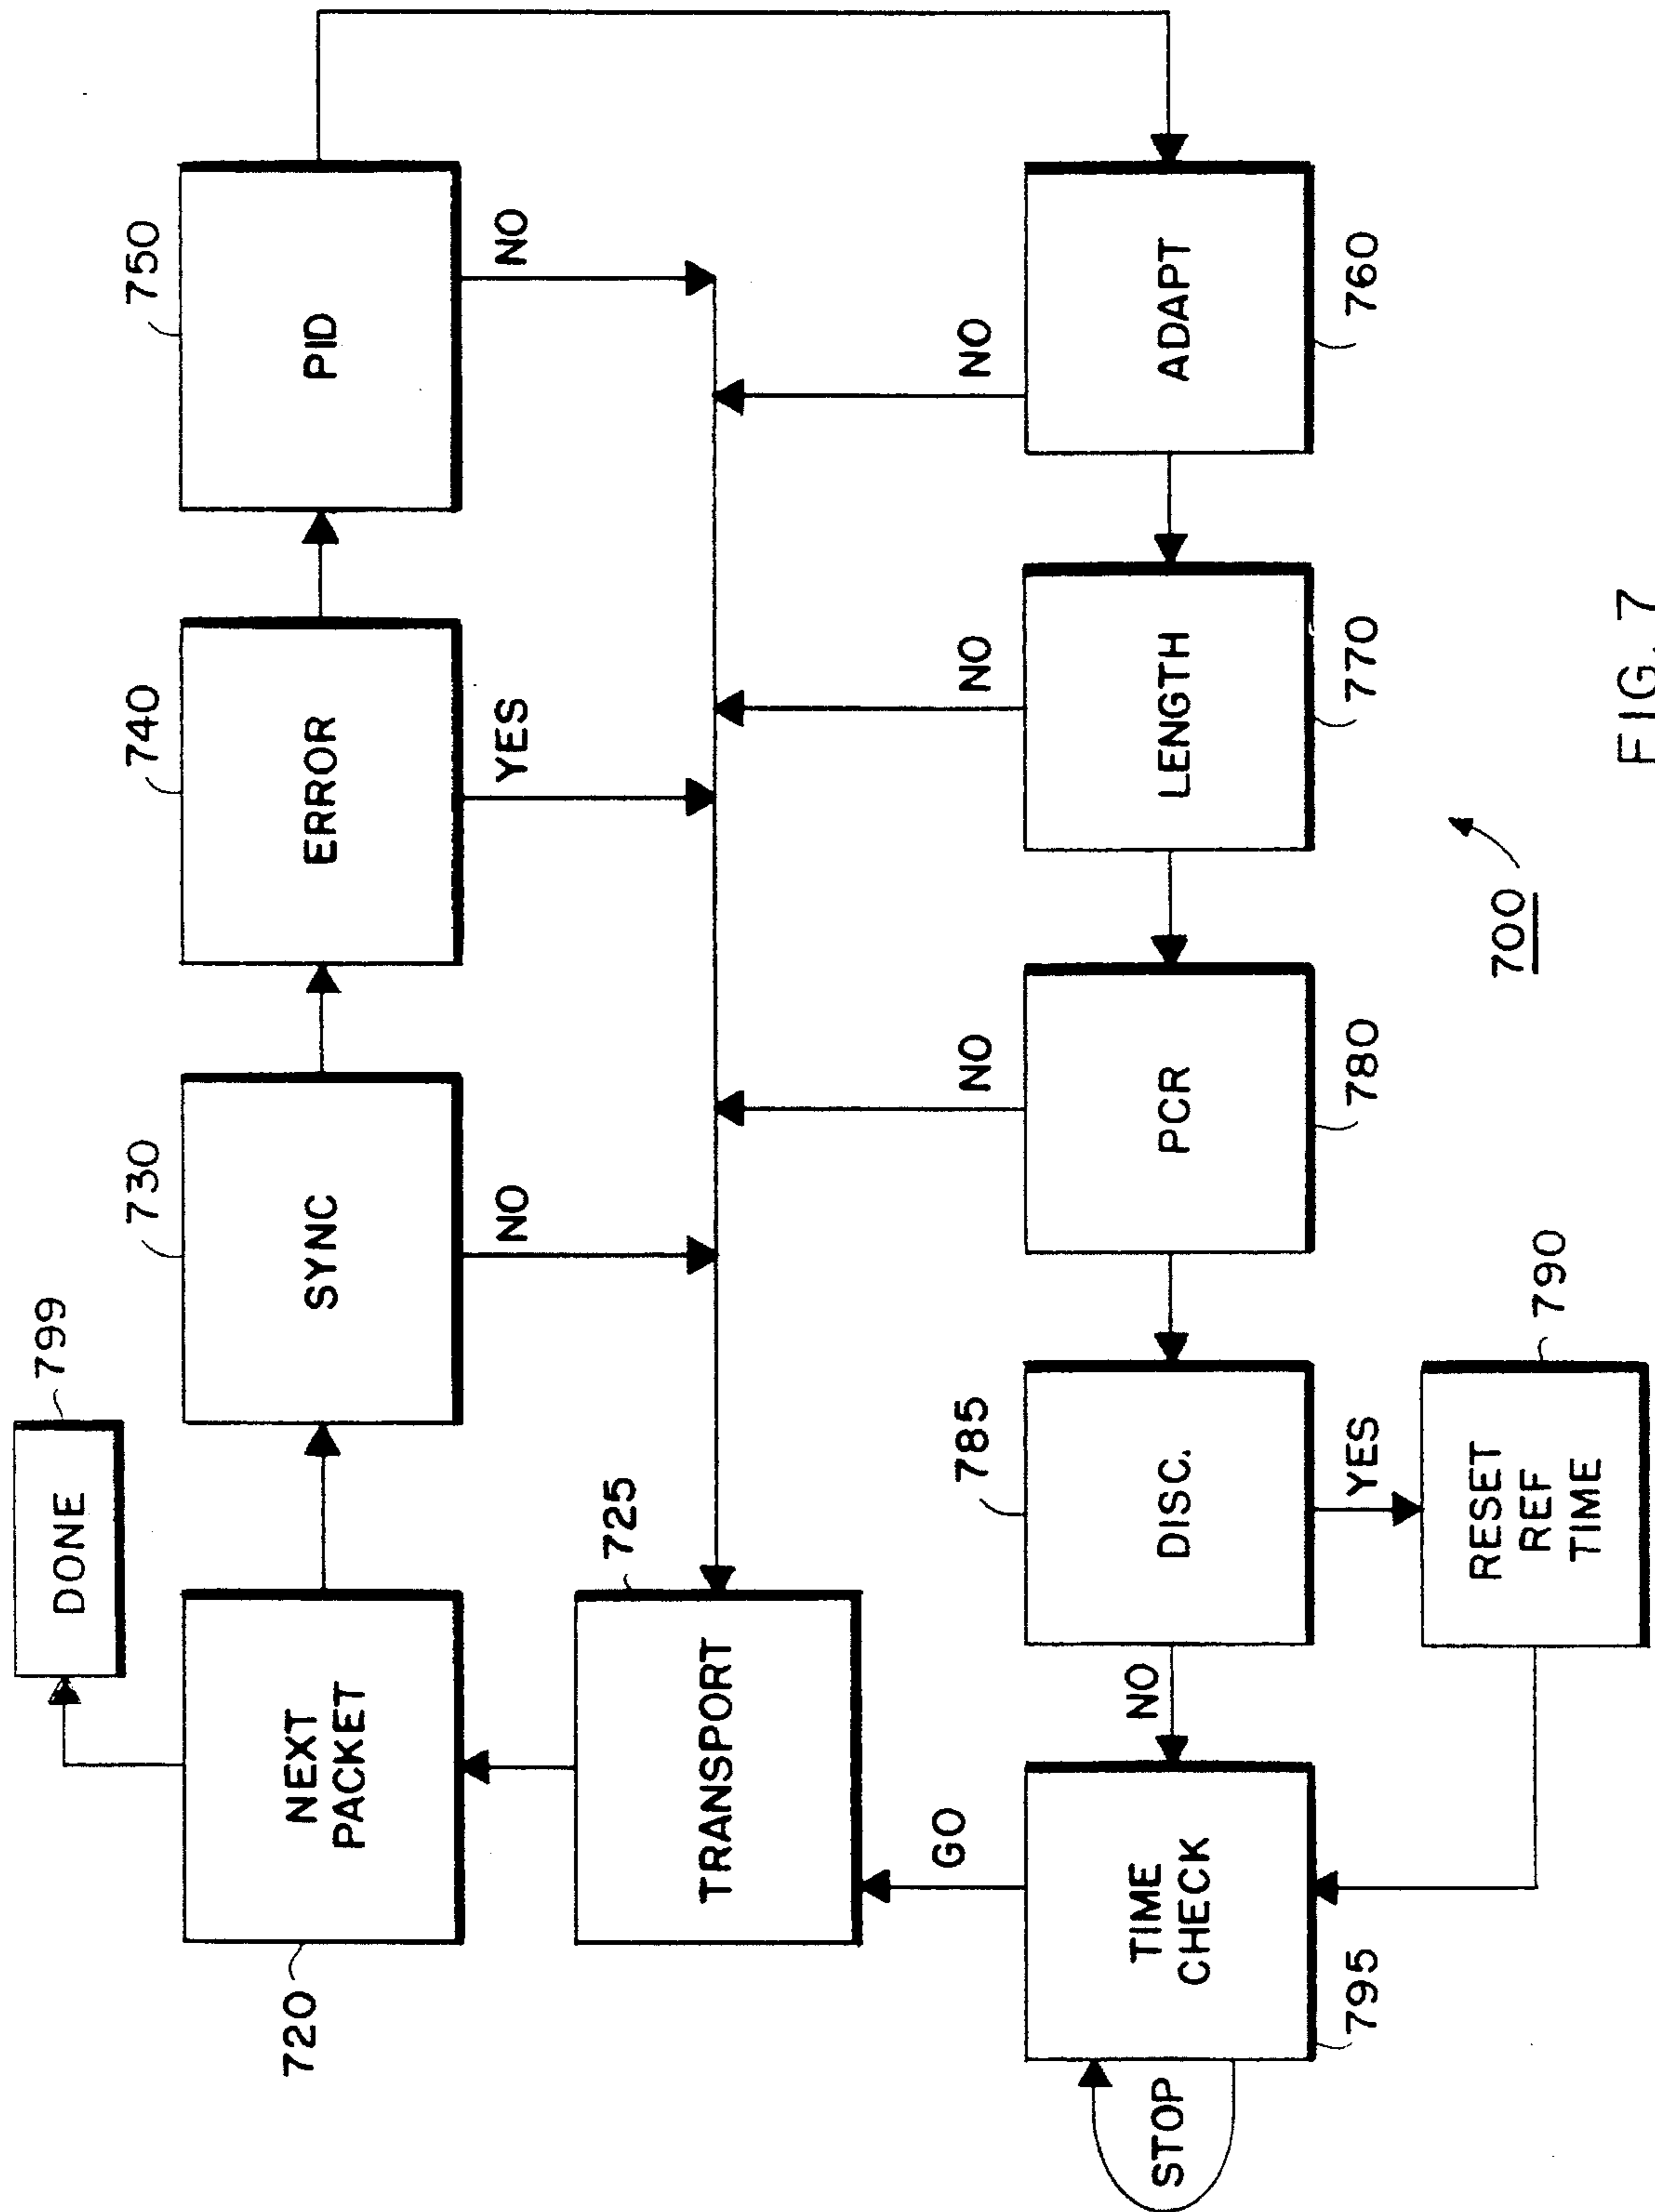 799
DONE
720
NEXT
PACKET
730
SYNC
NO
740
ERROR
YES
750
PID
NO
725
TRANSPORT
GO
NO
NO
NO
STOP
TIME
CHECK
795
NO
785
DISC.
YES
PCR
780
LENGTH
770
ADAPT
760
RESET
REF
TIME
790
700
FIG. 7